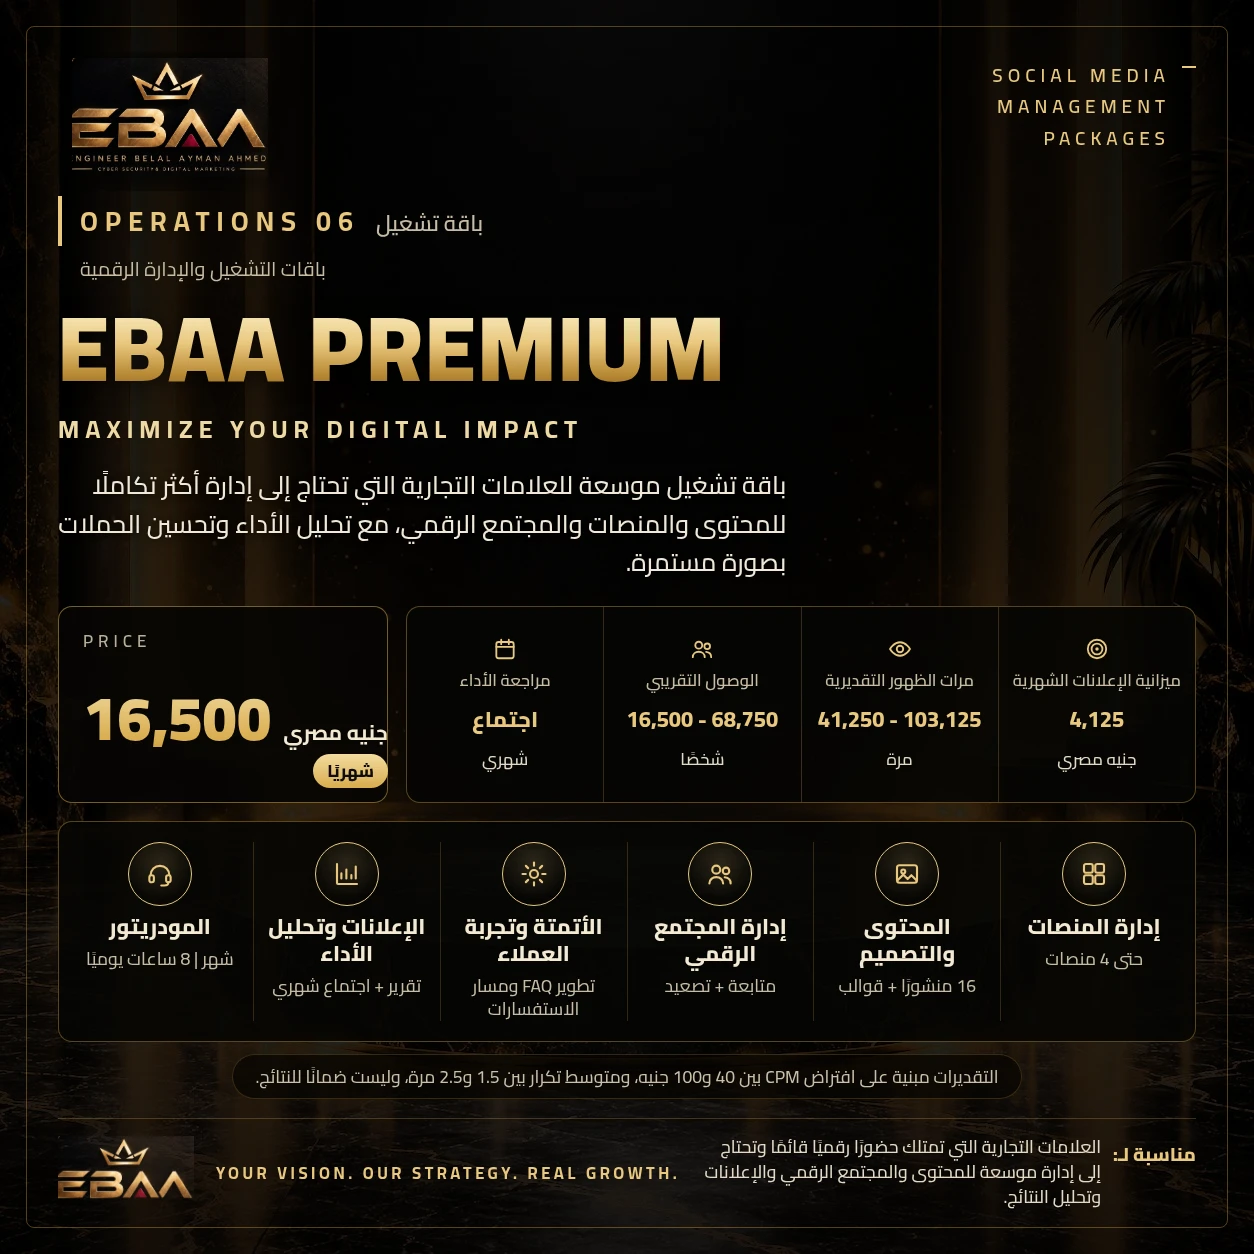 EBAA
NGINEER BELAL AYMAN AHMED
CYBER SECURITY & DIGITAL MARKETING
SOCIAL MEDIA
MANAGEMENT
PACKAGES
OPERATIONS 06 باقة تشغيل
باقات التشغيل والإدارة الرقمية
EBAA PREMIUM
MAXIMIZE YOUR DIGITAL IMPACT
باقة تشغيل موسعة للعلامات التجارية التي تحتاج إلى إدارة أكثر تكاملًا
للمحتوى والمنصات والمجتمع الرقمي، مع تحليل الأداء وتحسين الحملات
بصورة مستمرة.
PRICE
16,500 جنيه مصري
شهريًا
ميزانية الإعلانات الشهرية
4,125
جنيه مصري
مرات الظهور التقديرية
41,250 - 103,125
مرة
الوصول التقريبي
16,500 - 68,750
شخصًا
مراجعة الأداء
اجتماع
شهري
إدارة المنصات
حتى 4 منصات
المحتوى
والتصميم
16 منشورًا + قوالب
إدارة المجتمع
الرقمي
متابعة + تصعيد
الأتمتة وتجربة
العملاء
تطوير FAQ ومسار
الاستفسارات
الإعلانات وتحليل
الأداء
تقرير + اجتماع شهري
المودريتور
شهر | 8 ساعات يوميًا
التقديرات مبنية على افتراض CPM بين 40 و100 جنيه، ومتوسط تكرار بين 1.5 و2.5 مرة، وليست ضمانًا للنتائج.
مناسبة لـ:
العلامات التجارية التي تمتلك حضورًا رقميًا قائمًا وتحتاج
إلى إدارة موسعة للمحتوى والمجتمع الرقمي والإعلانات
وتحليل النتائج.
YOUR VISION. OUR STRATEGY. REAL GROWTH.
EBAA